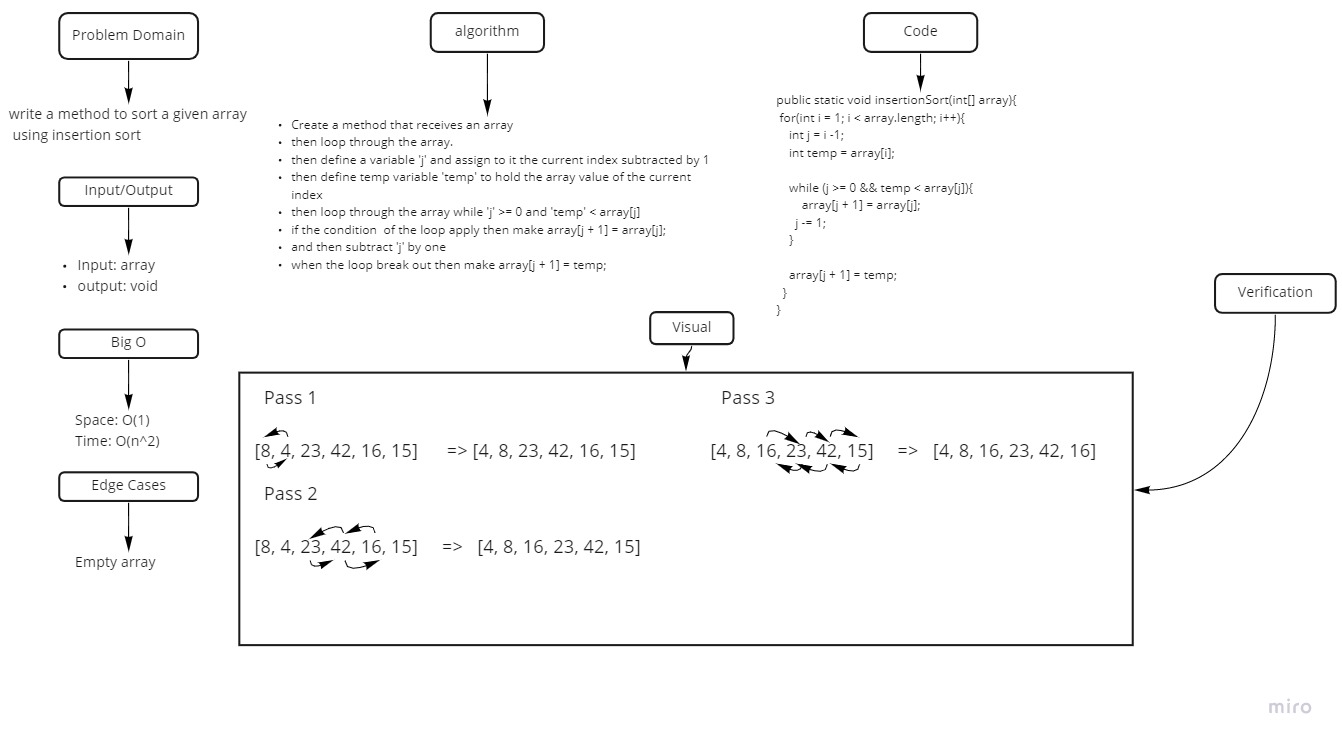 Problem Domain
write a method to sort a given array
using insertion sort
Input/Output
• Input: array
• output: void
Big O
Space: O(1)
Time: O(n^2)
Edge Cases
Empty array
algorithm
• Create a method that receives an array
• then loop through the array.
• then define a variable 'j' and assign to it the current index subtracted by 1
• then define temp variable 'temp' to hold the array value of the current
index
• then loop through the array while 'j' >= 0 and 'temp' < array[j]
• if the condition  of the loop apply then make array[j + 1] = array[j];
• and then subtract 'j' by one
• when the loop break out then make array[j + 1] = temp;
Code
public static void insertionSort(int[] array){
for(int i = 1; i < array.length; i++){
int j = i -1;
int temp = array[i];
while (j >= 0 && temp < array[j]){
array[j + 1] = array[j];
j -= 1;
}
array[j + 1] = temp;
}
}
Verification
Visual
Pass 1
[8, 4, 23, 42, 16, 15] => [4, 8, 23, 42, 16, 15]
Pass 2
[8, 4, 23, 42, 16, 15] => [4, 8, 16, 23, 42, 15]
Pass 3
[4, 8, 16, 23, 42, 15] => [4, 8, 16, 23, 42, 16]
miro